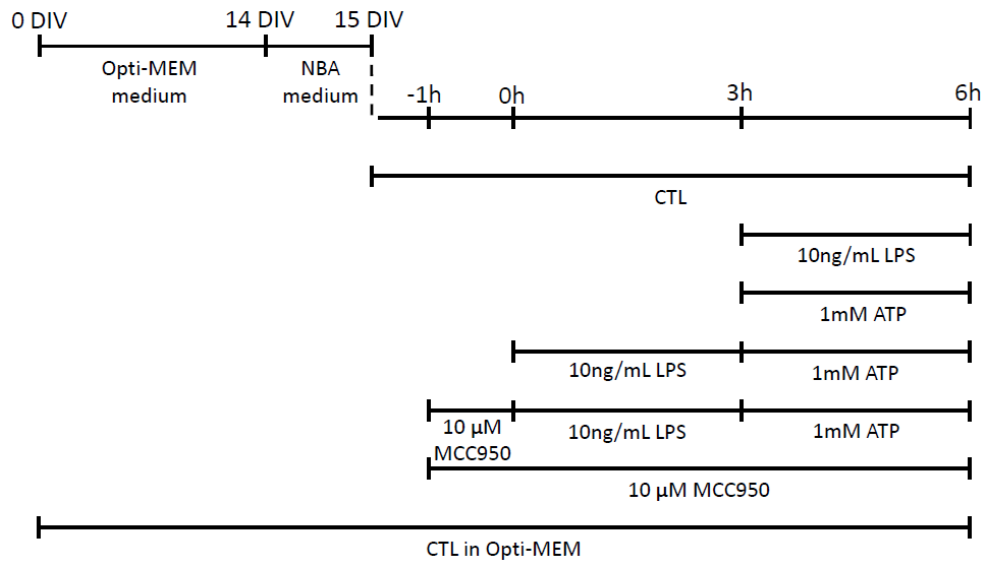 0 DIV 14 DIV 15 DIV
Opti-MEM
medium
NBA
medium
-1h 0h 3h 6h
CTL
10ng/mL LPS
1mM ATP
10ng/mL LPS 1mM ATP
10 µM
MCC950
10ng/mL LPS 1mM ATP
10 µM MCC950
CTL in Opti-MEM